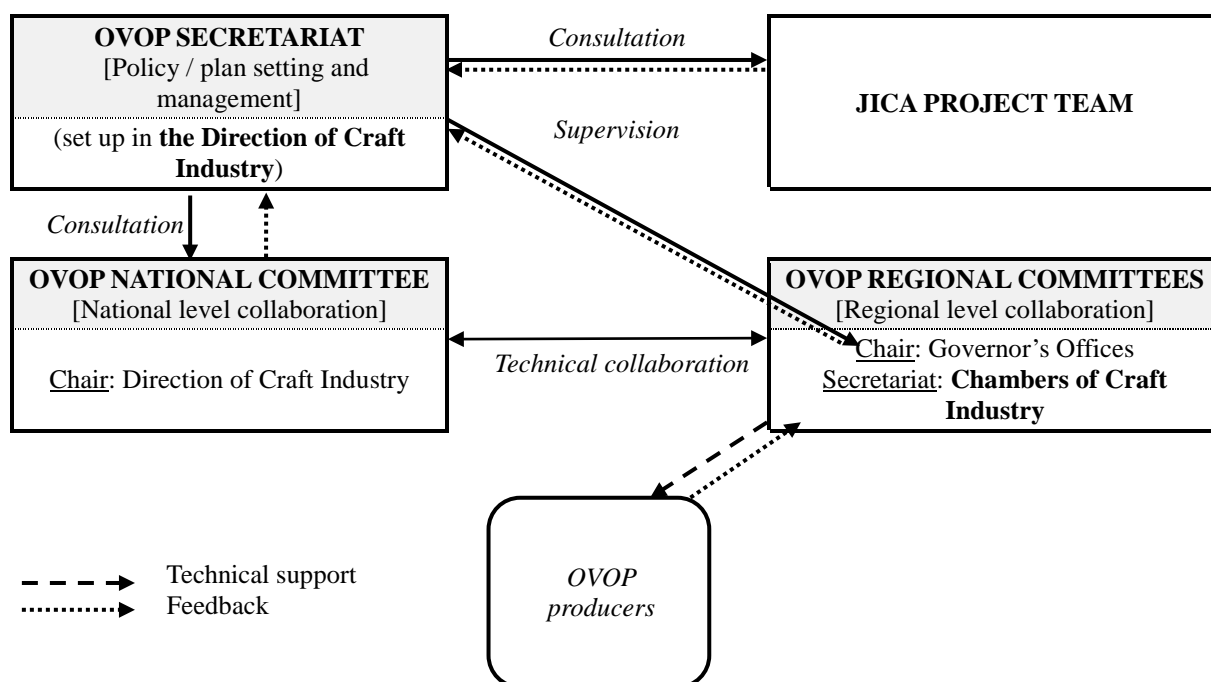 OVOP SECRETARIAT
[Policy / plan setting and
management]
(set up in the Direction of Craft
Industry)
Consultation
JICA PROJECT TEAM
Supervision
Consultation
OVOP NATIONAL COMMITTEE
[National level collaboration]
Chair: Direction of Craft Industry
Technical collaboration
OVOP REGIONAL COMMITTEES
[Regional level collaboration]
Chair: Governor's Offices
Secretariat: Chambers of Craft
Industry
OVOP
producers
Technical support
Feedback